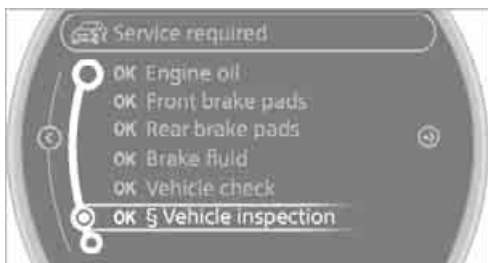 Service required
OK Engine oil
OK Front brake pads
OK Rear brake pads
OK Brake fluid
OK Vehicle check
OK § Vehicle inspection